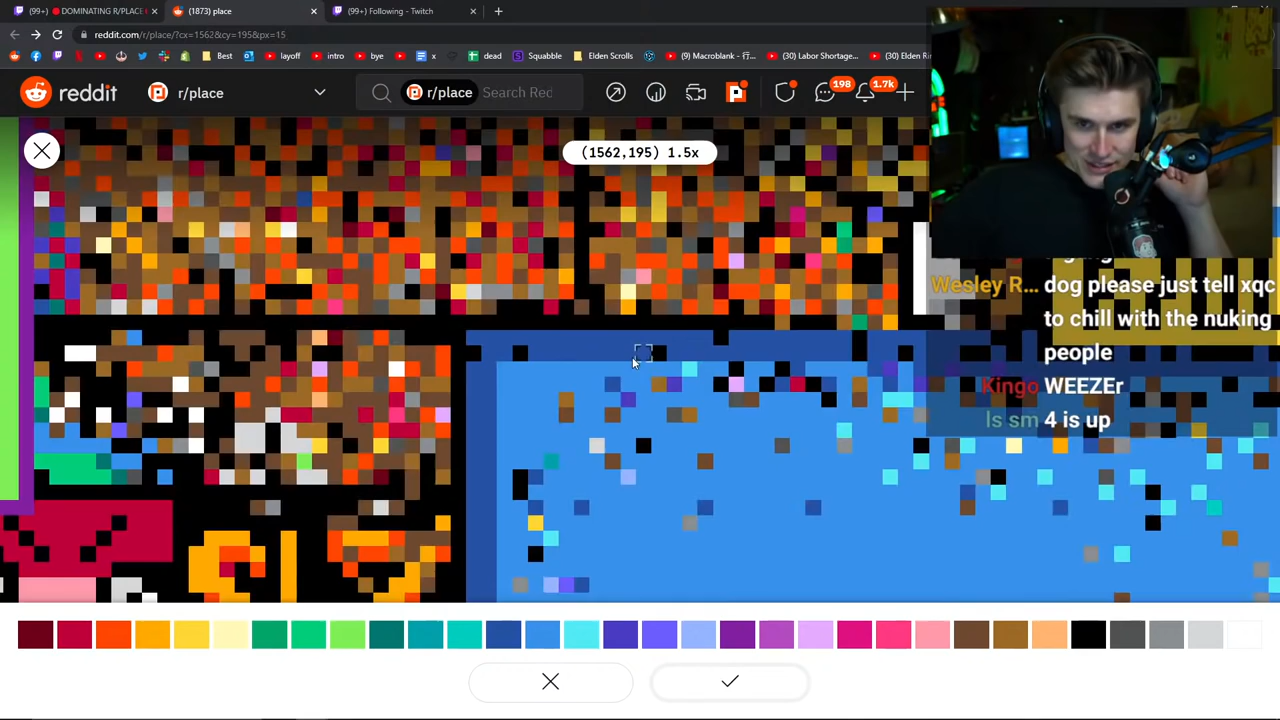 (99+) 🔴 DOMINATING R/PLACE (1873) place (99+) Following - Twitch
reddit.com/r/place/?cx=1562&cy=195&px=15
Best layoff intro bye x dead Squabble Elden Scrolls (9) Macroblank - (30) Labor Shortage... (30) Elden
reddit r/place r/place Search Red 198 1.7k
(1562,195) 1.5x
Wesley R... dog please just tell xqc
to chill with the nuking
people
Kingo WEEZEr
ls sm 4 is up